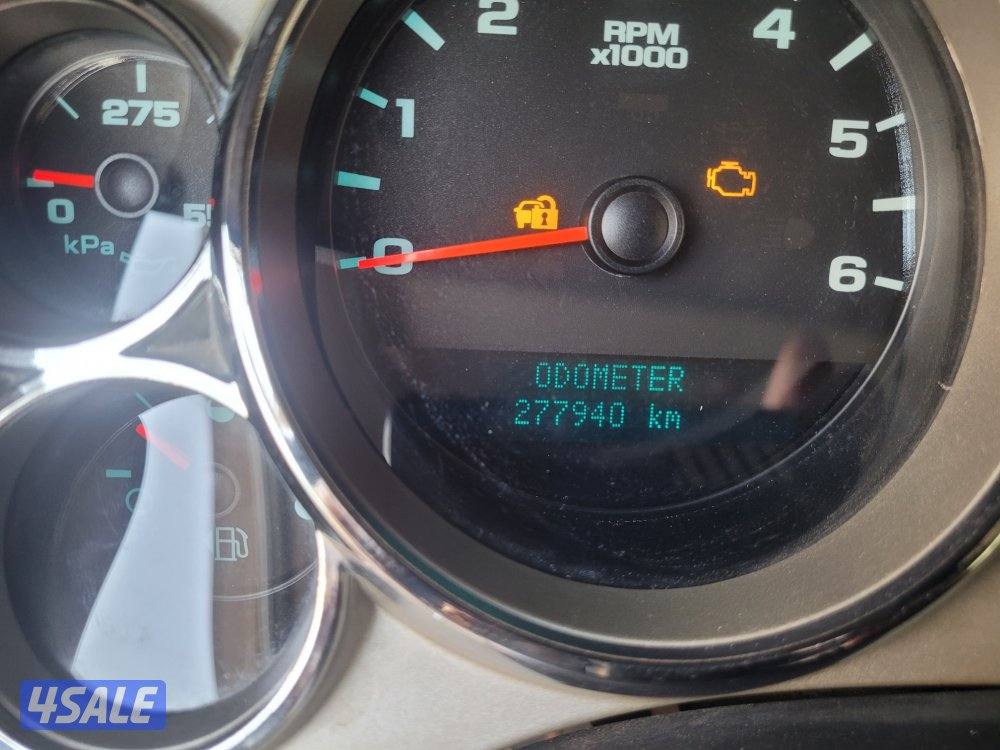 275
0
kPa
RPM
x1000
0
1
2
4
5
6
ODOMETER
277940 km
4SALE